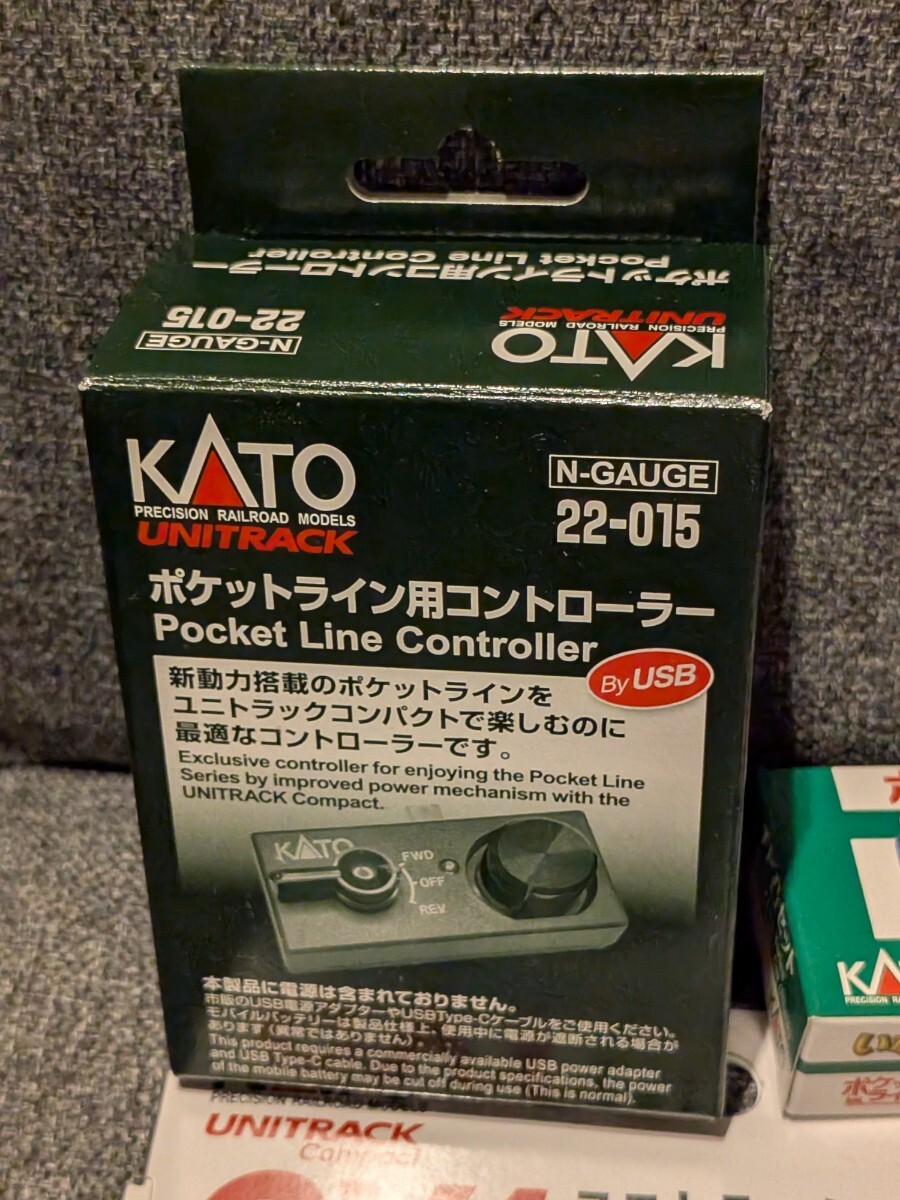 ポケットライン用コントローラー
Pocket Line Controller
N-GAUGE
22-015
KATO
PRECISION RAILROAD MODELS
UNITRACK
KATO
PRECISION RAILROAD MODELS
UNITRACK
N-GAUGE
22-015
ポケットライン用コントローラー
Pocket Line Controller
By USB
新動力搭載のポケットラインを
ユニトラックコンパクトで楽しむのに
最適なコントローラーです。
Exclusive controller for enjoying the Pocket Line
Series by improved power mechanism with the
UNITRACK Compact.
KATO
FWD
OFF
REV
本製品に電源は含まれておりません。
市販のUSB電源アダプターやUSBType-Cケーブルをご使用ください。
モバイルバッテリーは製品仕様上、使用中に電源が遮断される場合が
あります（異常ではありません）。
This product requires a commercially available USB power adapter
and USB Type-C cable. Due to the product specifications, the power
of the mobile battery may be cut off during use (This is normal).
PRECISION RAILROAD MODELS
UNITRACK
Compact
KA
PRECISION RA
ポケッ